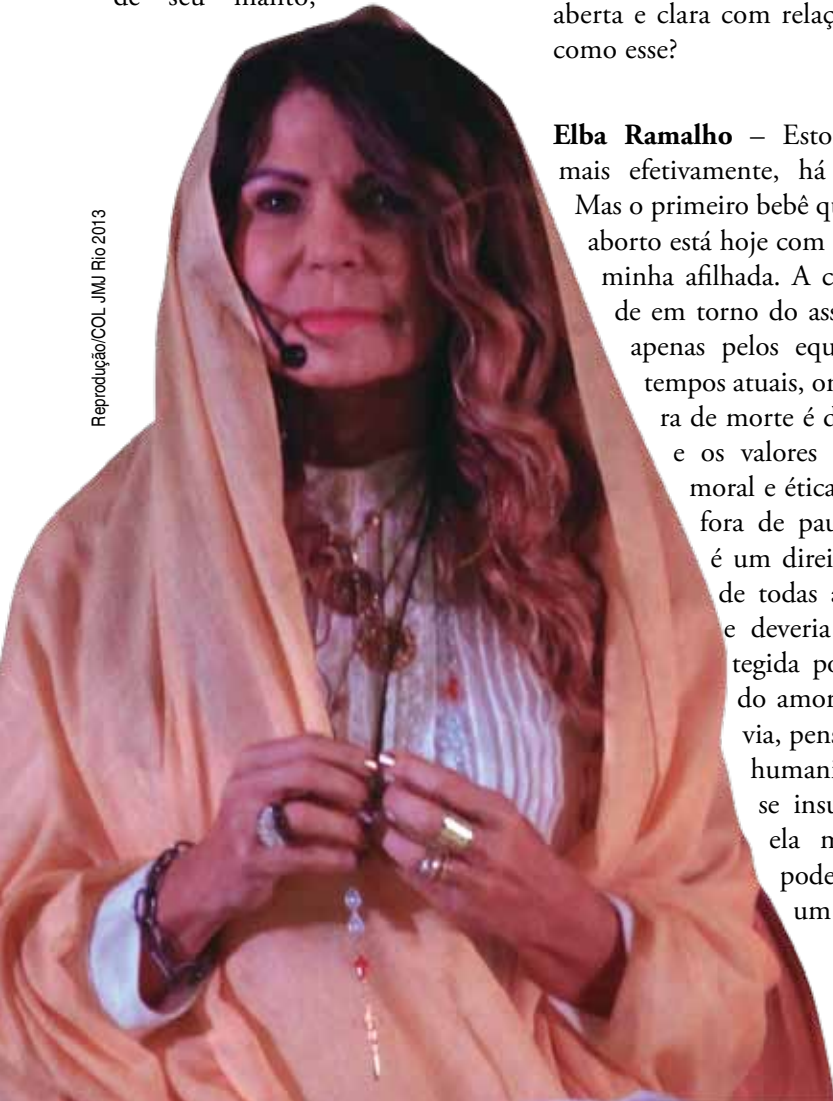 de seu manto,
Reprodução/COL JMJ Rio 2013
aberta e clara com relaç
como esse?
Elba Ramalho – Esto
mais efetivamente, há
Mas o primeiro bebê qu
aborto está hoje com
minha afilhada. A c
de em torno do ass
apenas pelos equ
tempos atuais, on
ra de morte é d
e os valores
moral e ética
fora de pau
é um direi
de todas a
e deveria
tegida po
do amor
via, pens
humani
se insu
ela m
pode
um